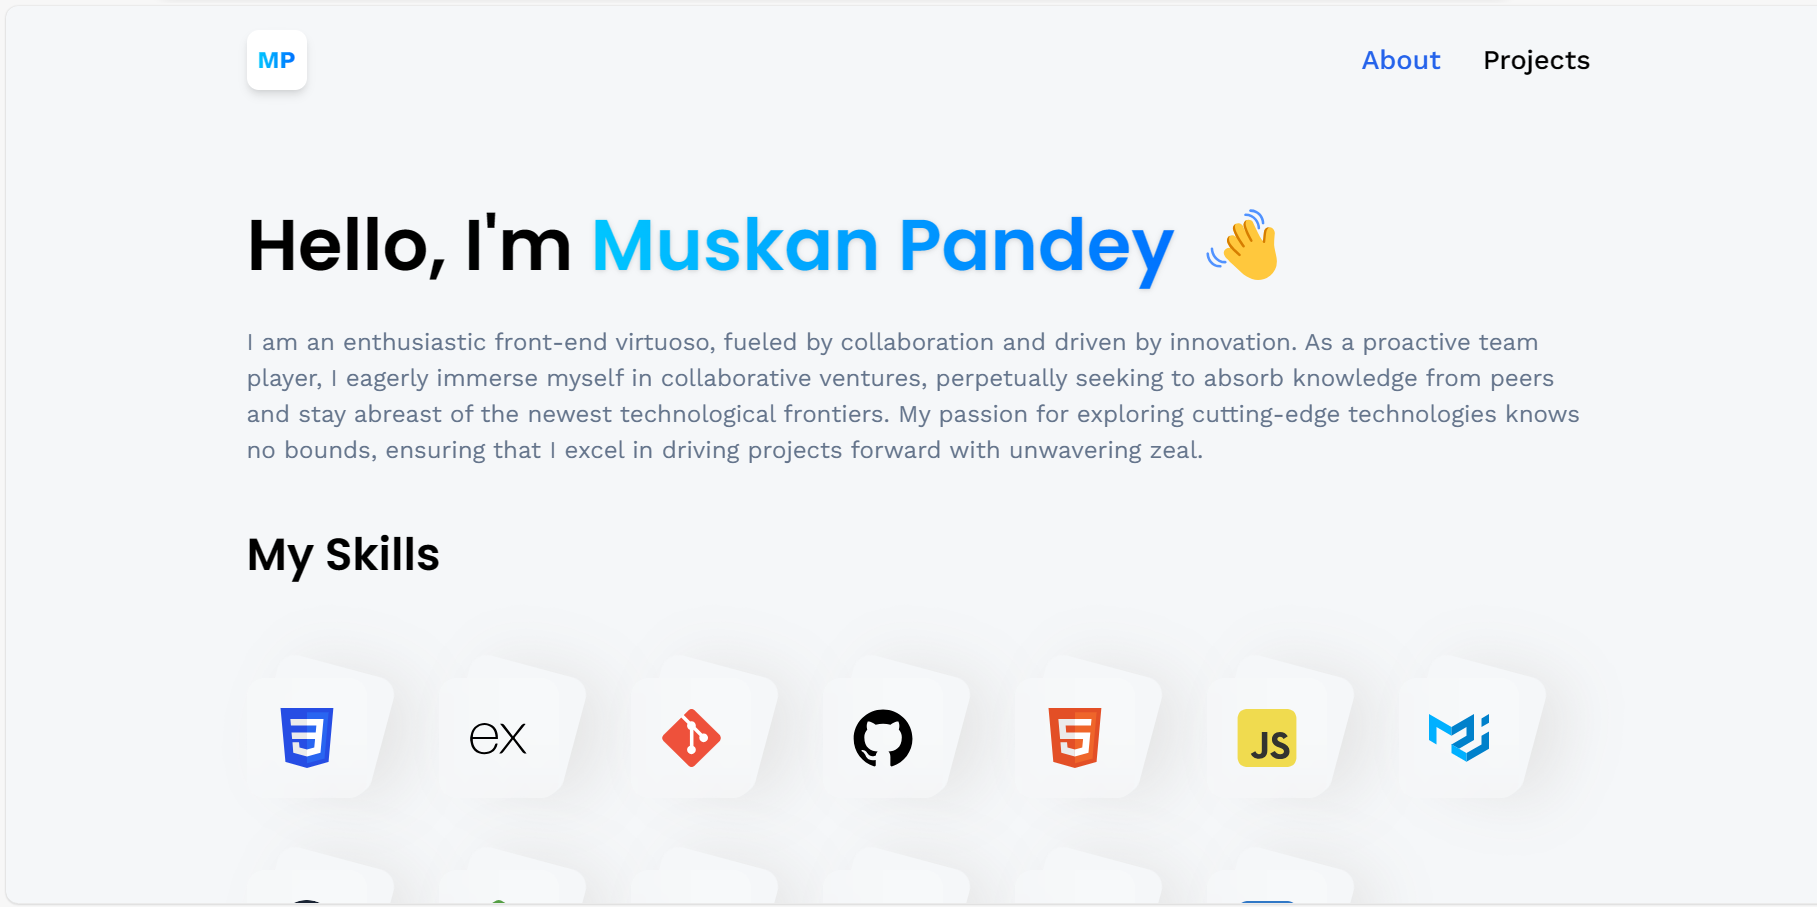 MP
About Projects
Hello, I'm Muskan Pandey
I am an enthusiastic front-end virtuoso, fueled by collaboration and driven by innovation. As a proactive team
player, I eagerly immerse myself in collaborative ventures, perpetually seeking to absorb knowledge from peers
and stay abreast of the newest technological frontiers. My passion for exploring cutting-edge technologies knows
no bounds, ensuring that I excel in driving projects forward with unwavering zeal.
My Skills
ex
JS